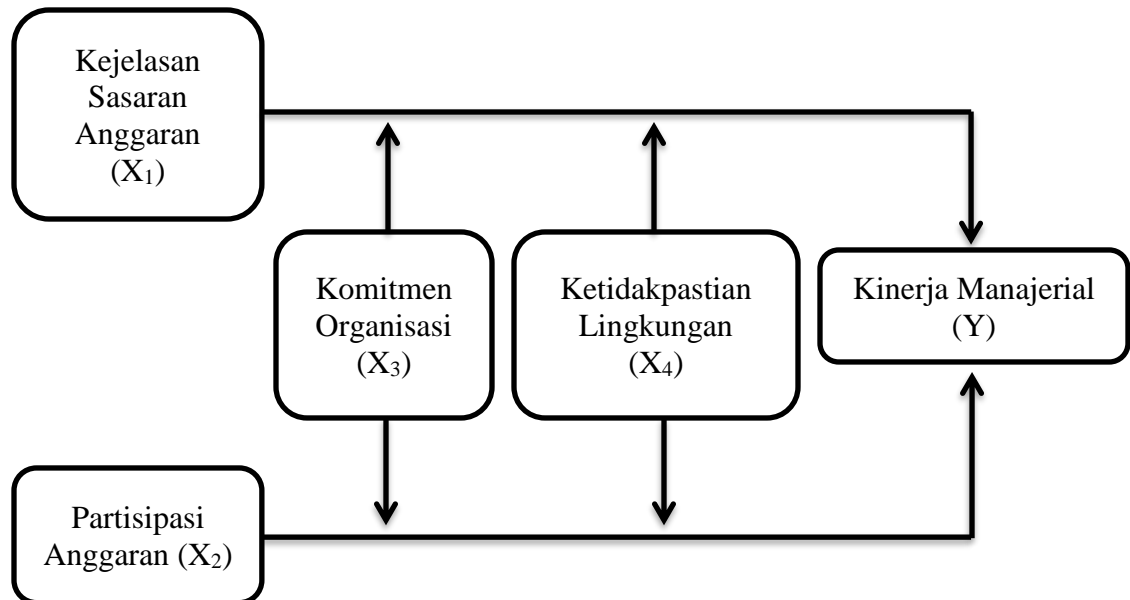 Kejelasan
Sasaran
Anggaran
(X₁)
Komitmen
Organisasi
(X₃)
Ketidakpastian
Lingkungan
(X₄)
Kinerja Manajerial
(Y)
Partisipasi
Anggaran (X₂)